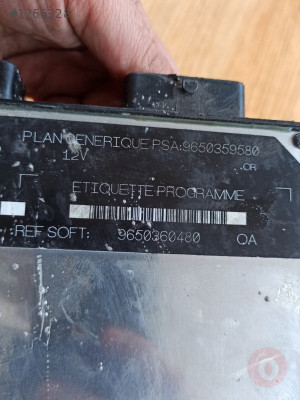 PLAN GENERIQUE PSA:9650359580
12V .OR
ETIQUETTE PROGRAMME
REF SOFT: 9650360480 QA